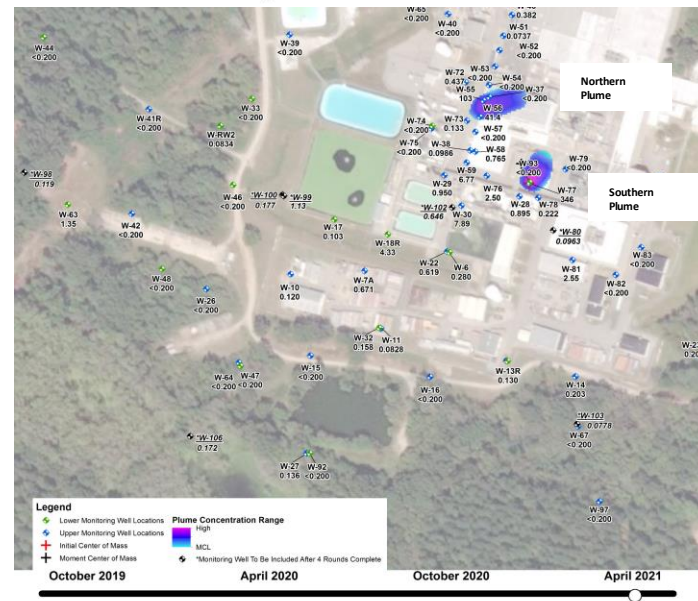 W-65
<0.200
W-40
<0.200
0.382
W-51
0.0737
W-52
<0.200
W-44
<0.200
W-39
<0.200
W-53
<0.200
W-54
<0.200
W-37
<0.200
W-72
0.437
W-55
103
W-56
41.4
Northern
Plume
W-41R
<0.200
W-33
<0.200
W-RW2
0.0834
W-74
<0.200
W-73
0.133
W-57
<0.200
W-75
<0.200
W-38
0.0986
W-58
0.765
W-59
6.77
W-93
<0.200
W-79
<0.200
*W-98
0.119
W-46
<0.200
*W-100
0.177
*W-99
1.13
W-29
0.950
W-76
2.50
W-77
346
Southern
Plume
W-63
1.35
W-42
<0.200
W-17
0.103
*W-102
0.646
W-30
7.89
W-28
0.895
W-78
0.222
W-18R
4.33
*W-80
0.0963
W-22
0.619
W-6
0.280
W-83
<0.200
W-48
<0.200
W-26
<0.200
W-10
0.120
W-7A
0.671
W-81
2.55
W-82
<0.200
W-32
0.158
W-11
0.0828
W-64
<0.200
W-47
<0.200
W-15
<0.200
W-16
<0.200
W-13R
0.130
W-14
0.203
*W-103
0.0778
W-67
<0.200
*W-106
0.172
W-27
0.136
W-92
<0.200
W-97
<0.200
Legend
Lower Monitoring Well Locations
Upper Monitoring Well Locations
Initial Center of Mass
Moment Center of Mass
Plume Concentration Range
High
MCL
*Monitoring Well To Be Included After 4 Rounds Complete
October 2019 April 2020 October 2020 April 2021